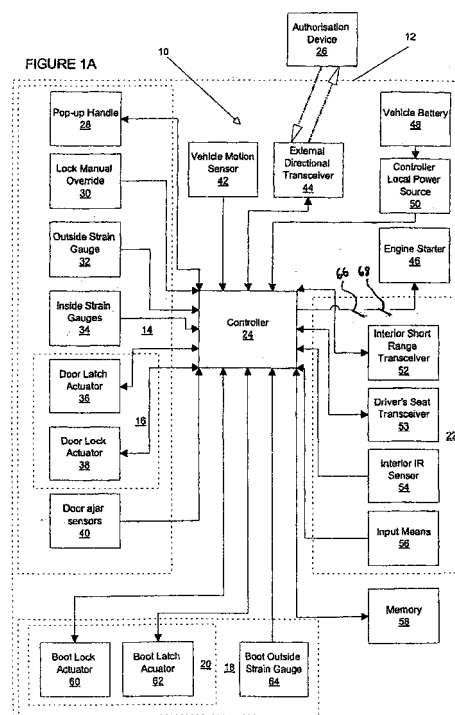 FIGURE 1A
10
12
Authorisation
Device
26
Pop-up Handle
28
Lock Manual
Override
30
Outside Strain
Gauge
32
Inside Strain
Gauges
34
14
Door Latch
Actuator
36
16
Door Lock
Actuator
38
Door ajar
sensors
40
Vehicle Motion
Sensor
42
External
Directional
Transceiver
44
Vehicle Battery
48
Controller
Local Power
Source
50
Engine Starter
46
66
68
Controller
24
Interior Short
Range
Transceiver
52
Driver's Seat
Transceiver
53
22
Interior IR
Sensor
54
Input Means
56
Memory
58
Boot Lock
Actuator
60
Boot Latch
Actuator
62
20
18
Boot Outside
Strain Gauge
64